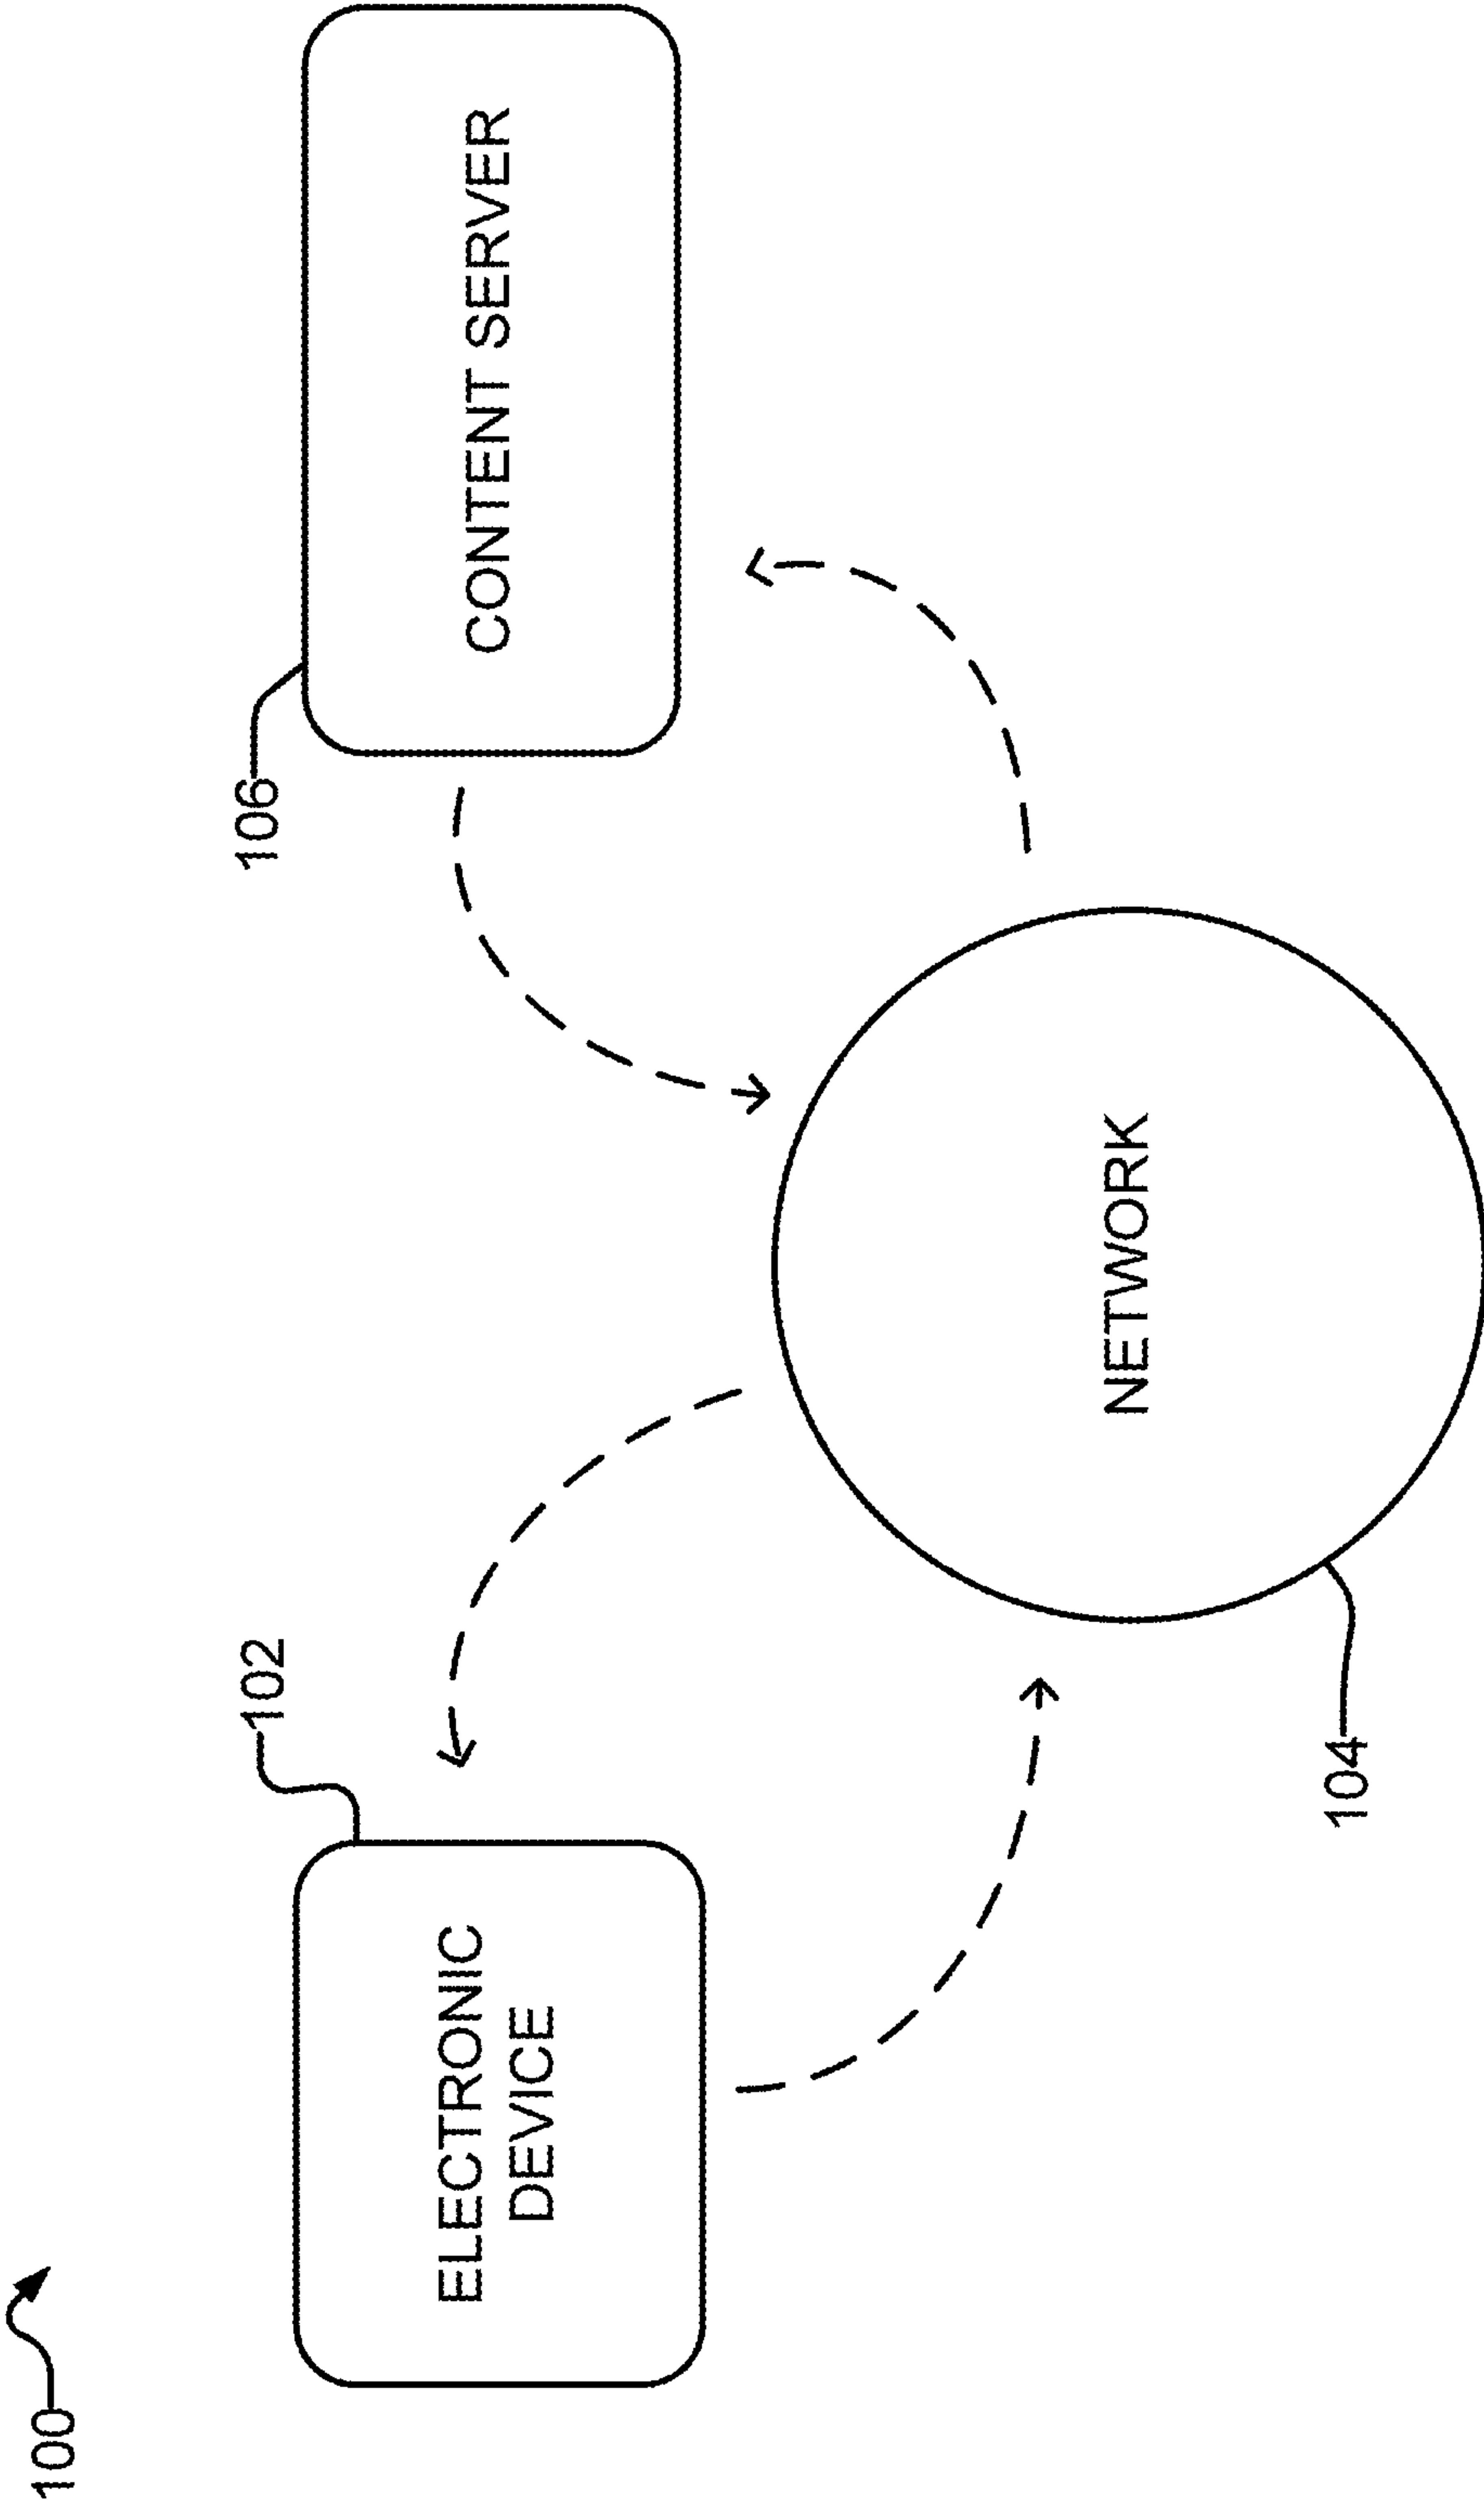 100
102
106
ELECTRONIC
DEVICE
CONTENT SERVER
NETWORK
104